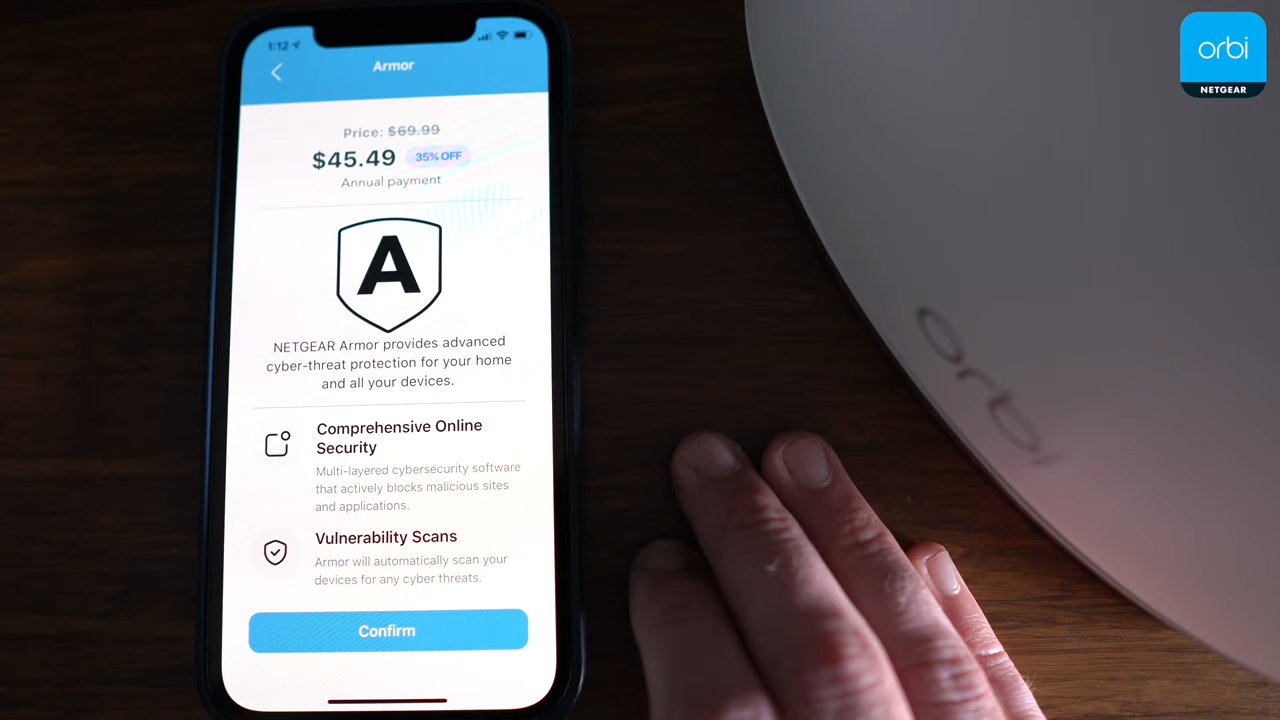 1:12
Armor
Price: $69.99
$45.49 35% OFF
Annual payment
A
NETGEAR Armor provides advanced
cyber-threat protection for your home
and all your devices.
Comprehensive Online
Security
Multi-layered cybersecurity software
that actively blocks malicious sites
and applications.
Vulnerability Scans
Armor will automatically scan your
devices for any cyber threats.
Confirm
orbi
orbi
NETGEAR